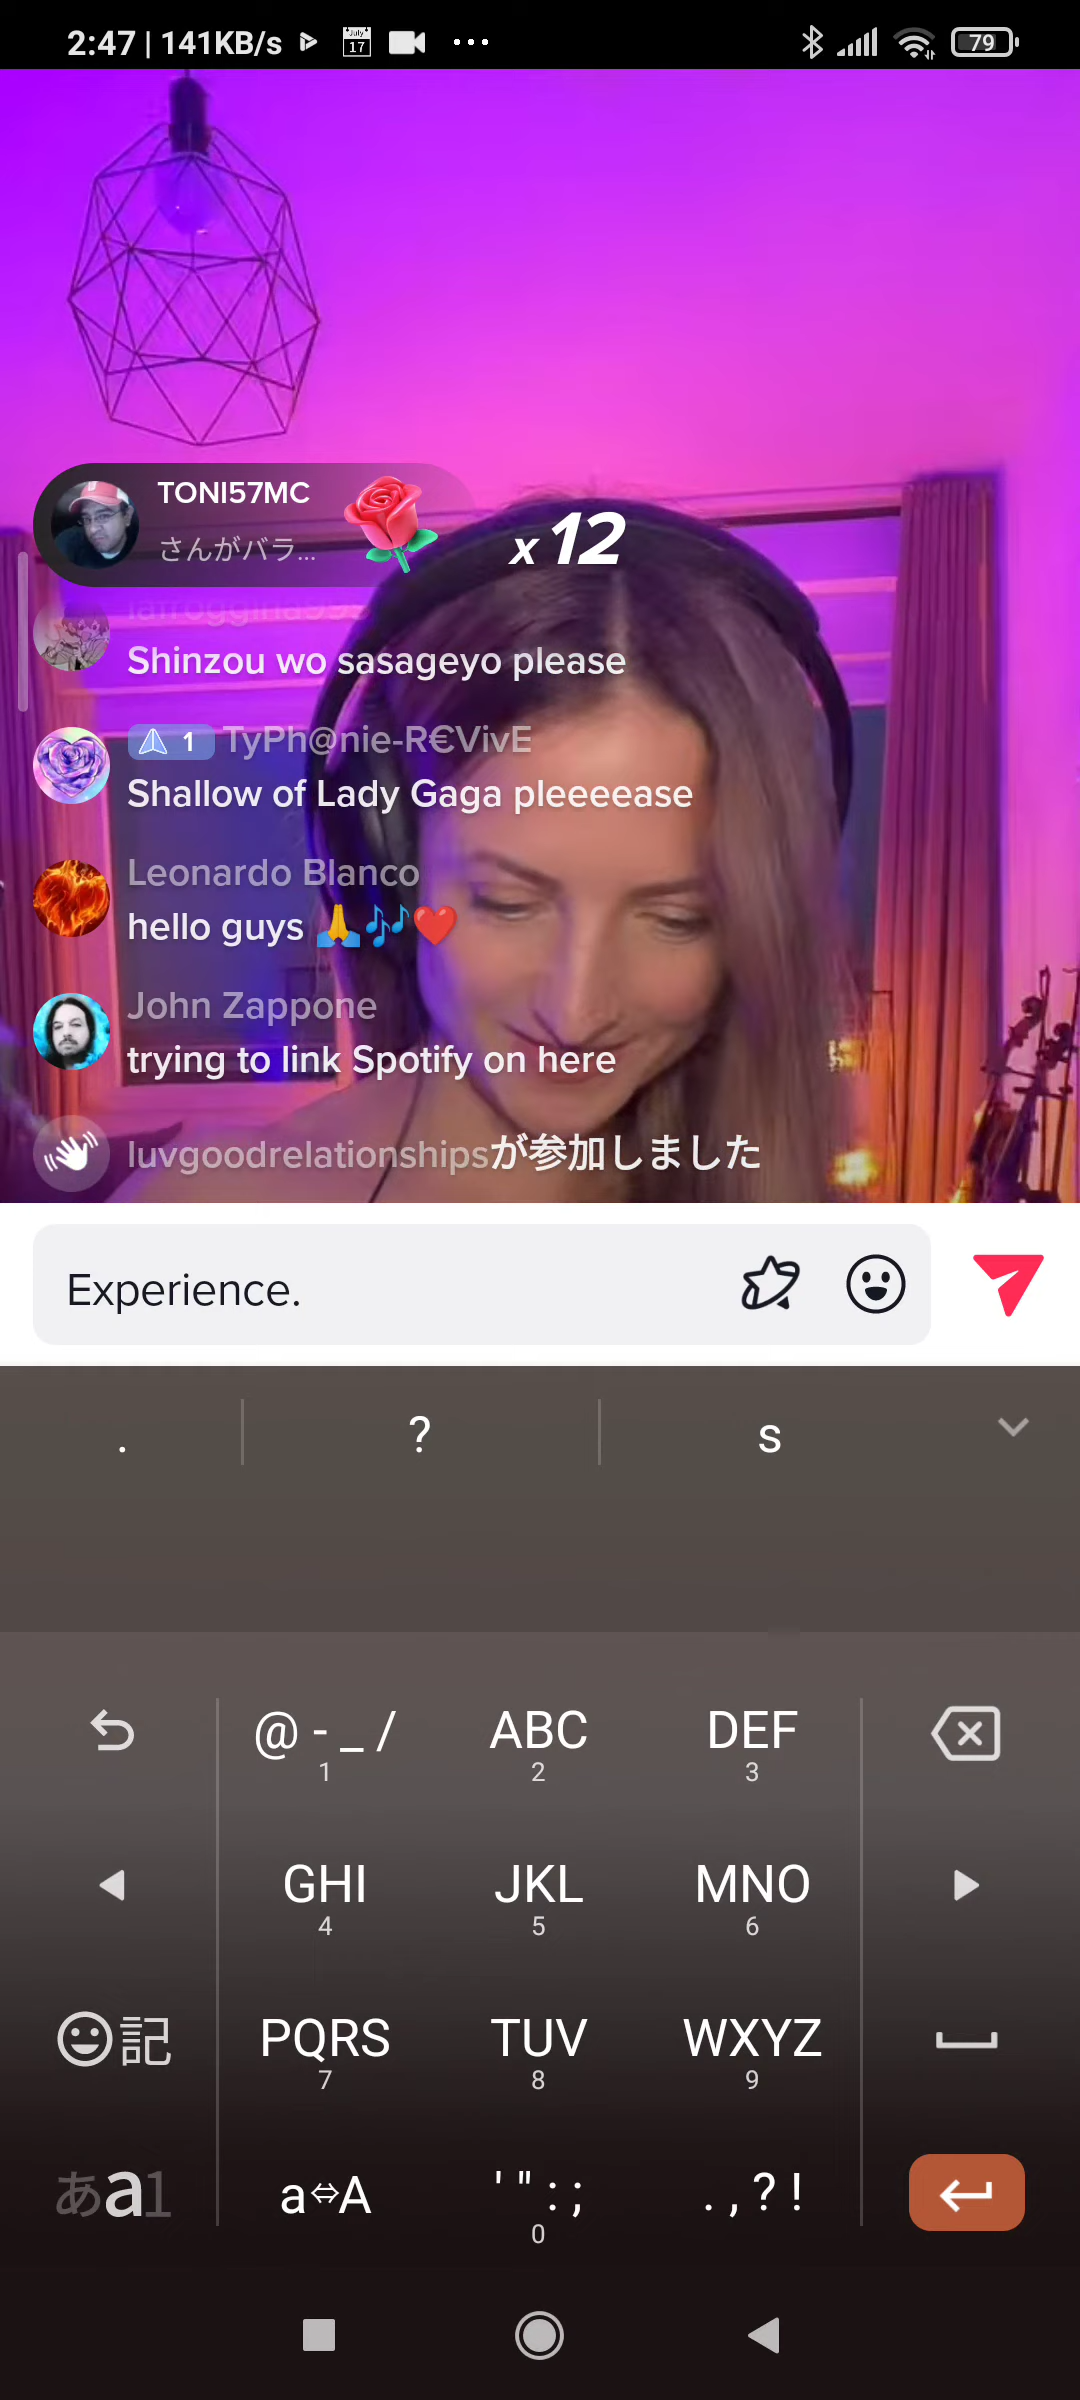 2:47 | 141KB/s
July
17
79
TONI57MC
さんがバラ...
x 12
lafroggina999
Shinzou wo sasageyo please
1 TyPh@nie-R€VivE
Shallow of Lady Gaga pleeeease
Leonardo Blanco
hello guys 🙏🎶❤️
John Zappone
trying to link Spotify on here
luvgoodrelationshipsが参加しました
Experience.
. ? s
@ - _ / ABC DEF
1 2 3
GHI JKL MNO
4 5 6
記 PQRS TUV WXYZ
7 8 9
あa1 a⇔A ' " : ; . , ? !
0